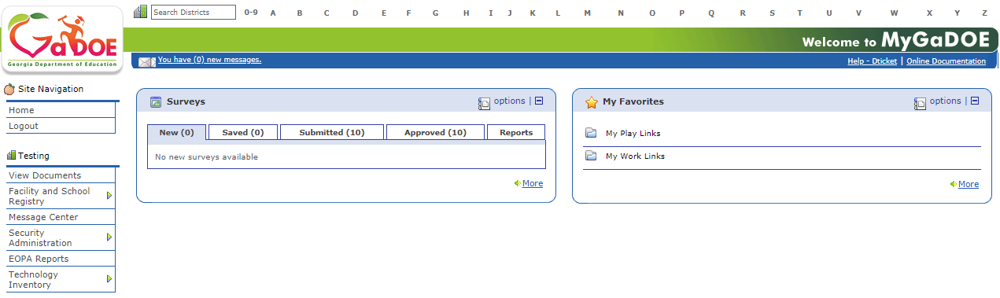 GaDOE
Georgia Department of Education
Search Districts 0-9 A B C D E F G H I J K L M N O P Q R S T U V W X Y Z
Welcome to MyGaDOE
You have (0) new messages.
Help - Dticket | Online Documentation
Site Navigation
Home
Logout
Testing
View Documents
Facility and School
Registry
Message Center
Security
Administration
EOPA Reports
Technology
Inventory
Surveys
options |
New (0) Saved (0) Submitted (10) Approved (10) Reports
No new surveys available
More
My Favorites
options |
My Play Links
My Work Links
More